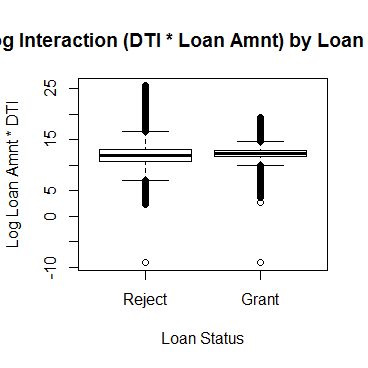 og Interaction (DTI * Loan Amnt) by Loan
Log Loan Amnt * DTI
25
15
5
0
-10
Reject Grant
Loan Status